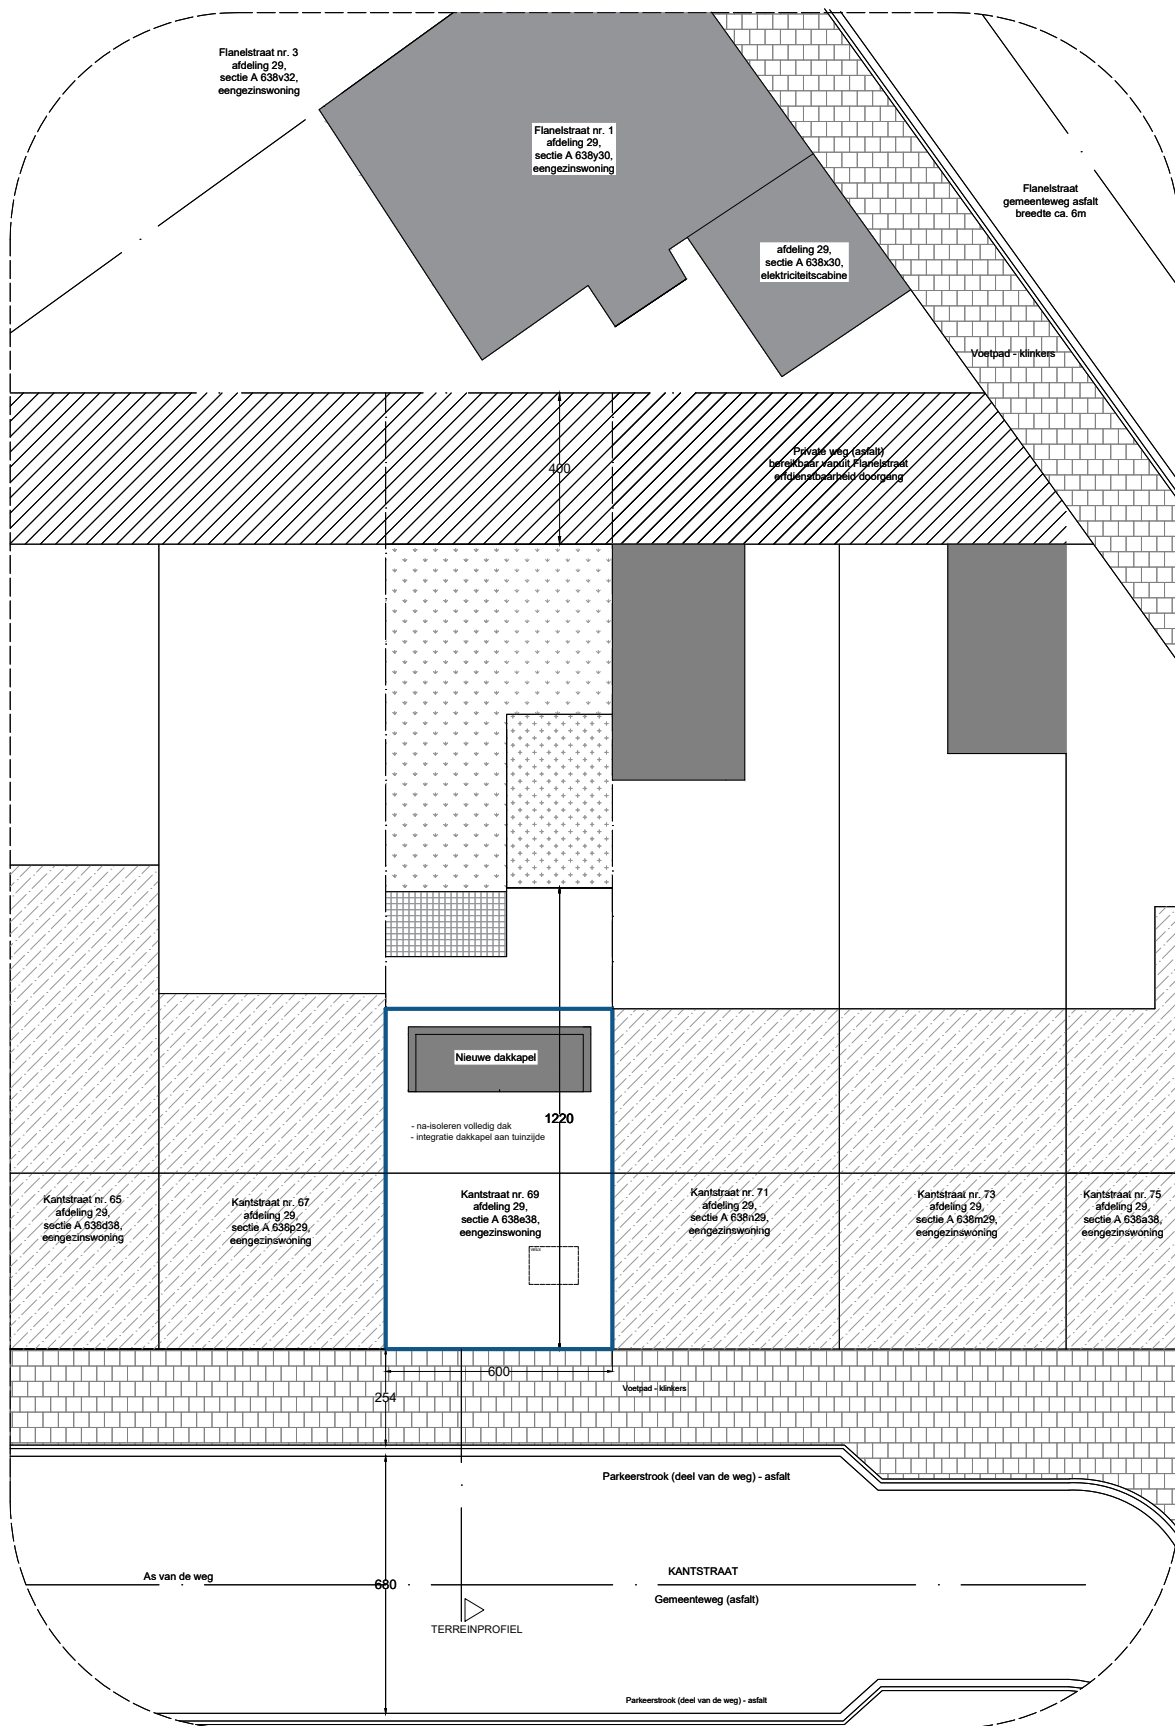 Flanelstraat nr. 3
afdeling 29,
sectie A 638v32,
eengezinswoning
Flanelstraat nr. 1
afdeling 29,
sectie A 638y30,
eengezinswoning
Flanelstraat
gemeenteweg asfalt
breedte ca. 6m
afdeling 29,
sectie A 638x30,
elektriciteitscabine
Voetpad - klinkers
Private weg (asfalt)
bereikbaar vanuit Flanelstraat
erfdienstbaarheid doorgang
400
Nieuwe dakkapel
1220
- na-isoleren volledig dak
- integratie dakkapel aan tuinzijde
Kantstraat nr. 65
afdeling 29,
sectie A 638d38,
eengezinswoning
Kantstraat nr. 67
afdeling 29,
sectie A 638p29,
eengezinswoning
Kantstraat nr. 69
afdeling 29,
sectie A 638e38,
eengezinswoning
Kantstraat nr. 71
afdeling 29,
sectie A 638n29,
eengezinswoning
Kantstraat nr. 73
afdeling 29,
sectie A 638m29,
eengezinswoning
Kantstraat nr. 75
afdeling 29,
sectie A 638a38,
eengezinswoning
600
254
Voetpad - klinkers
Parkeerstrook (deel van de weg) - asfalt
As van de weg
680
KANTSTRAAT
Gemeenteweg (asfalt)
TERREINPROFIEL
Parkeerstrook (deel van de weg) - asfalt